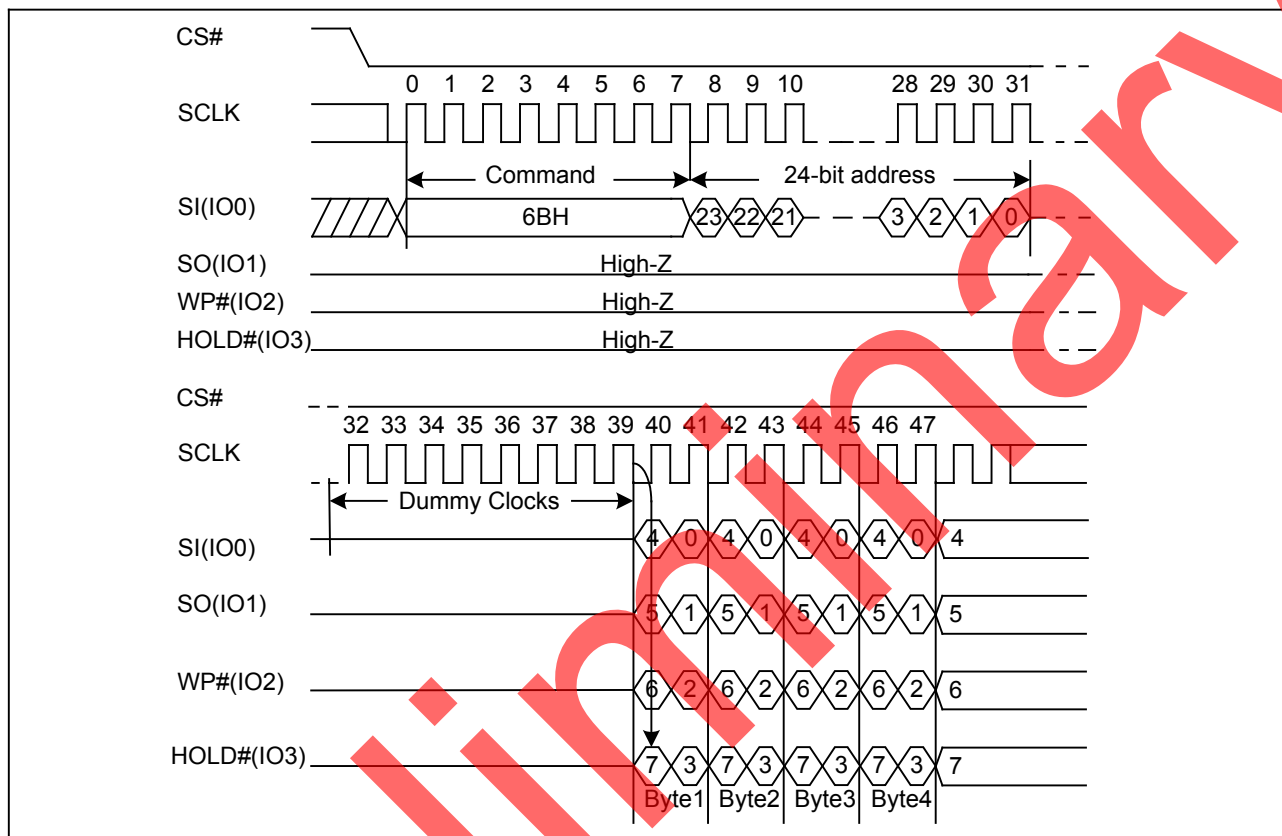 CS#
0 1 2 3 4 5 6 7 8 9 10 28 29 30 31
SCLK
Command 24-bit address
SI(IO0) 6BH 23 22 21 3 2 1 0
SO(IO1) High-Z
WP#(IO2) High-Z
HOLD#(IO3) High-Z
CS#
32 33 34 35 36 37 38 39 40 41 42 43 44 45 46 47
SCLK
Dummy Clocks
SI(IO0) 4 0 4 0 4 0 4 0 4
SO(IO1) 5 1 5 1 5 1 5 1 5
WP#(IO2) 6 2 6 2 6 2 6 2 6
HOLD#(IO3) 7 3 7 3 7 3 7 3 7
Byte1 Byte2 Byte3 Byte4
liminary